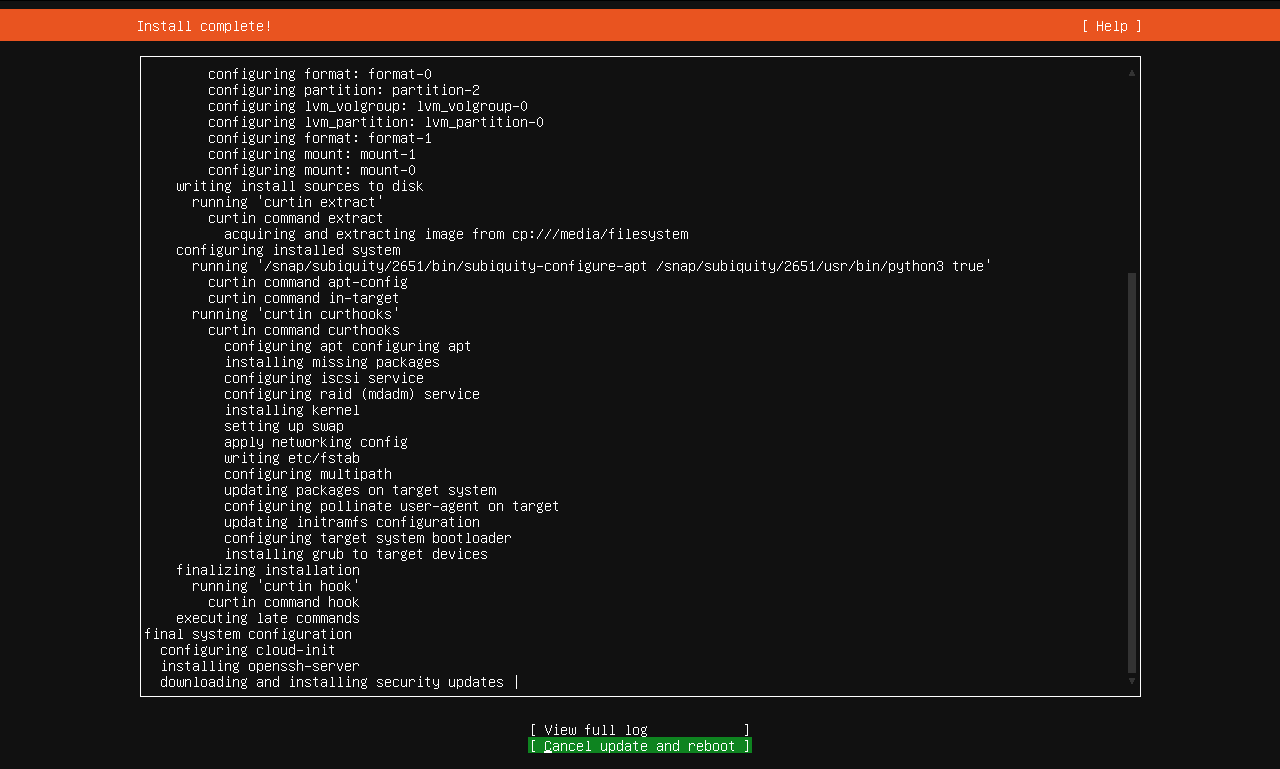 Install complete!
[ Help ]
configuring format: format-0
configuring partition: partition-2
configuring lvm_volgroup: lvm_volgroup-0
configuring lvm_partition: lvm_partition-0
configuring format: format-1
configuring mount: mount-1
configuring mount: mount-0
writing install sources to disk
running 'curtin extract'
curtin command extract
acquiring and extracting image from cp:///media/filesystem
configuring installed system
running '/snap/subiquity/2651/bin/subiquity-configure-apt /snap/subiquity/2651/usr/bin/python3 true'
curtin command apt-config
curtin command in-target
running 'curtin curthooks'
curtin command curthooks
configuring apt configuring apt
installing missing packages
configuring iscsi service
configuring raid (mdadm) service
installing kernel
setting up swap
apply networking config
writing etc/fstab
configuring multipath
updating packages on target system
configuring pollinate user-agent on target
updating initramfs configuration
configuring target system bootloader
installing grub to target devices
finalizing installation
running 'curtin hook'
curtin command hook
executing late commands
final system configuration
configuring cloud-init
installing openssh-server
downloading and installing security updates |
[ View full log ]
[ Cancel update and reboot ]